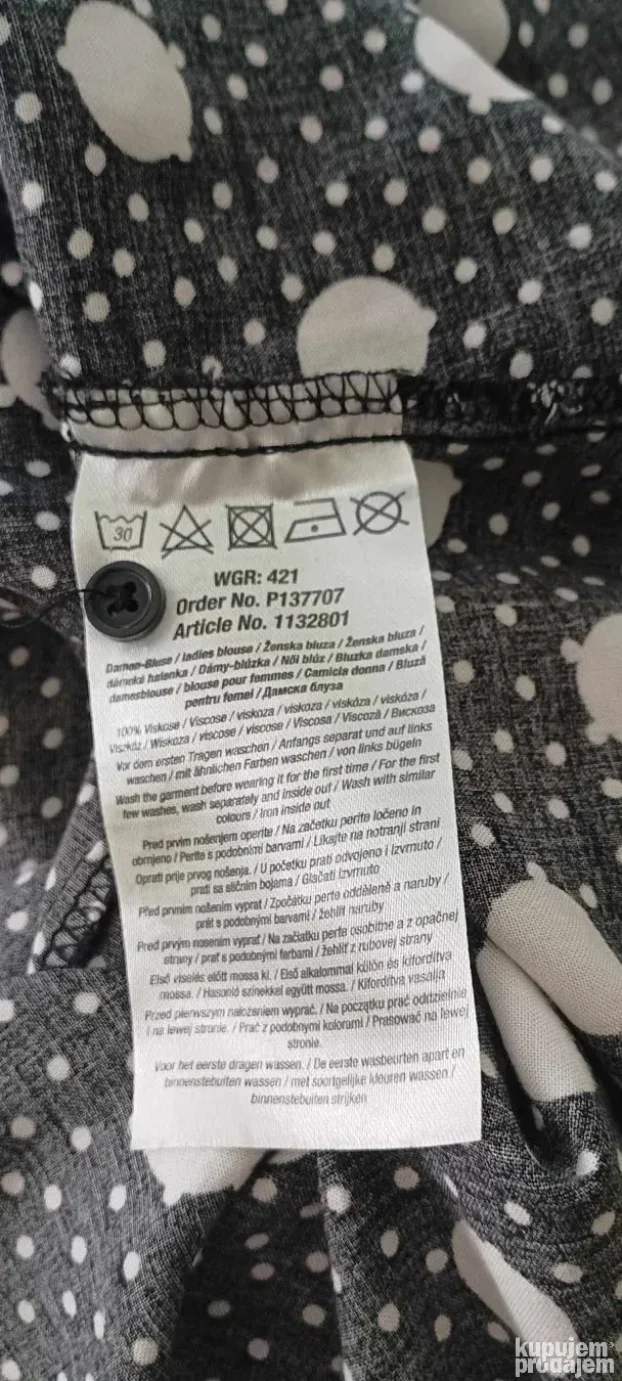 30
WGR: 421
Order No. P137707
Article No. 1132801
Damen-Bluse / ladies blouse / Ženska bluza / Ženska bluza /
dámské halenka / Dámy-blúzka / Női blúz / Bluzka damska /
damesblouse / blouse pour femmes / Camicia donna / Bluză
pentru femei / Дамска блуза
100% Viskose / Viscose / viskoza / viskoza / viskóza / viskóza /
Viszkóz / Wiskoza / viscose / viscose / Viscosa / Viscoză / Вискоза
Vor dem ersten Tragen waschen / Anfangs separat und auf links
waschen / mit ähnlichen Farben waschen / von links bügeln
Wash the garment before wearing it for the first time / For the first
few washes, wash separately and inside out / Wash with similar
colours / Iron inside out
Pred prvim nošenjem operite / Na začetku perite ločeno in
obrnjeno / Perite s podobnimi barvami / Likajte na notranji strani
Oprati prije prvog nošenja. / U početku prati odvojeno i izvrnuto /
prati sa sličnim bojama / Glačati izvrnuto
Před prvním nošením vyprat / Zpočátku perte odděleně a naruby /
prát s podobnými barvami / žehlit naruby
Pred prvým nosením vyprať / Na začiatku perte osobitne a z opačnej
strany / prať s podobnými farbami / žehliť z rubovej strany
Első viselés előtt mossa ki. / Első alkalommal külön és kifordítva
mossa. / Hasonló színekkel együtt mossa. / Kifordítva vasalja
Przed pierwszym nałożeniem wyprać. / Na początku prać oddzielnie
i na lewej stronie. / Prać z podobnymi kolorami / Prasować na lewej
stronie.
Voor het eerste dragen wassen. / De eerste wasbeurten apart en
binnenstebuiten wassen / met soortgelijke kleuren wassen /
binnenstebuiten strijken
kupujem
prodajem